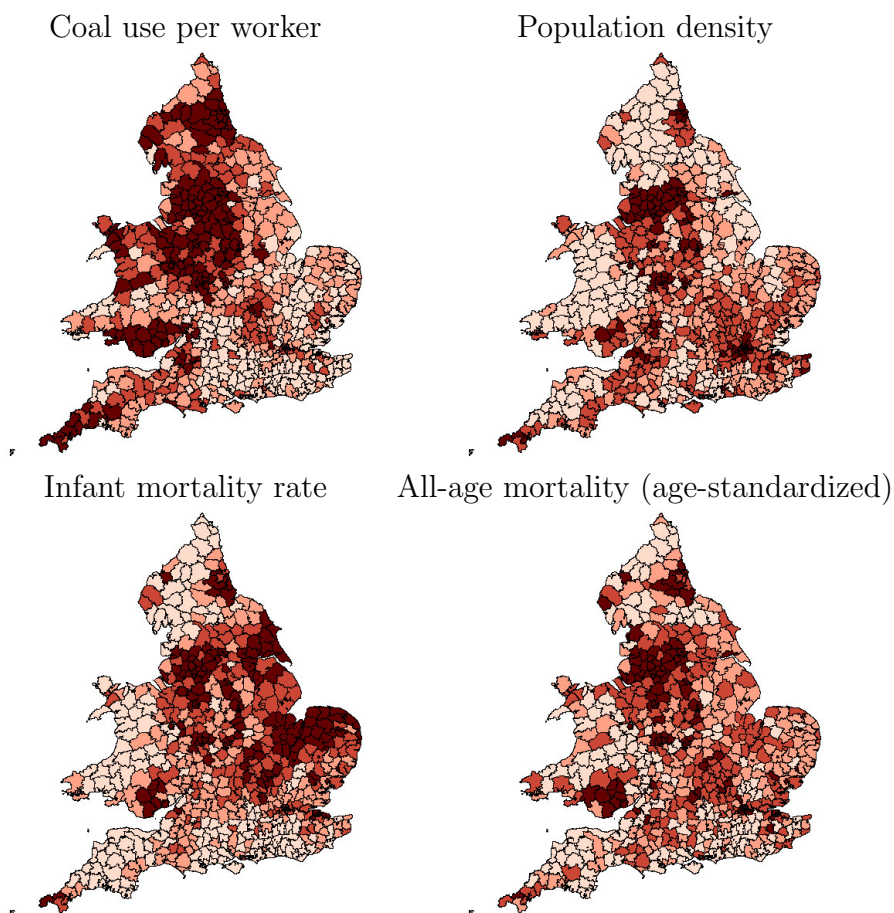 Coal use per worker
Population density
Infant mortality rate
All-age mortality (age-standardized)